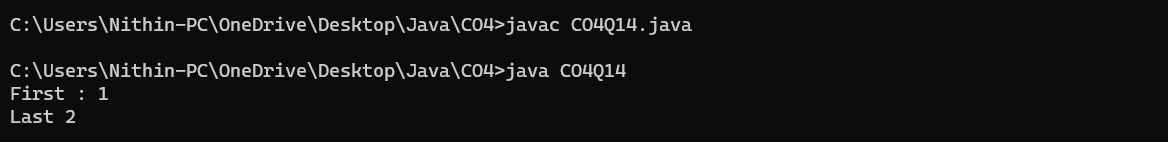 C:\Users\Nithin-PC\OneDrive\Desktop\Java\CO4>javac CO4Q14.java
C:\Users\Nithin-PC\OneDrive\Desktop\Java\CO4>java CO4Q14
First : 1
Last 2